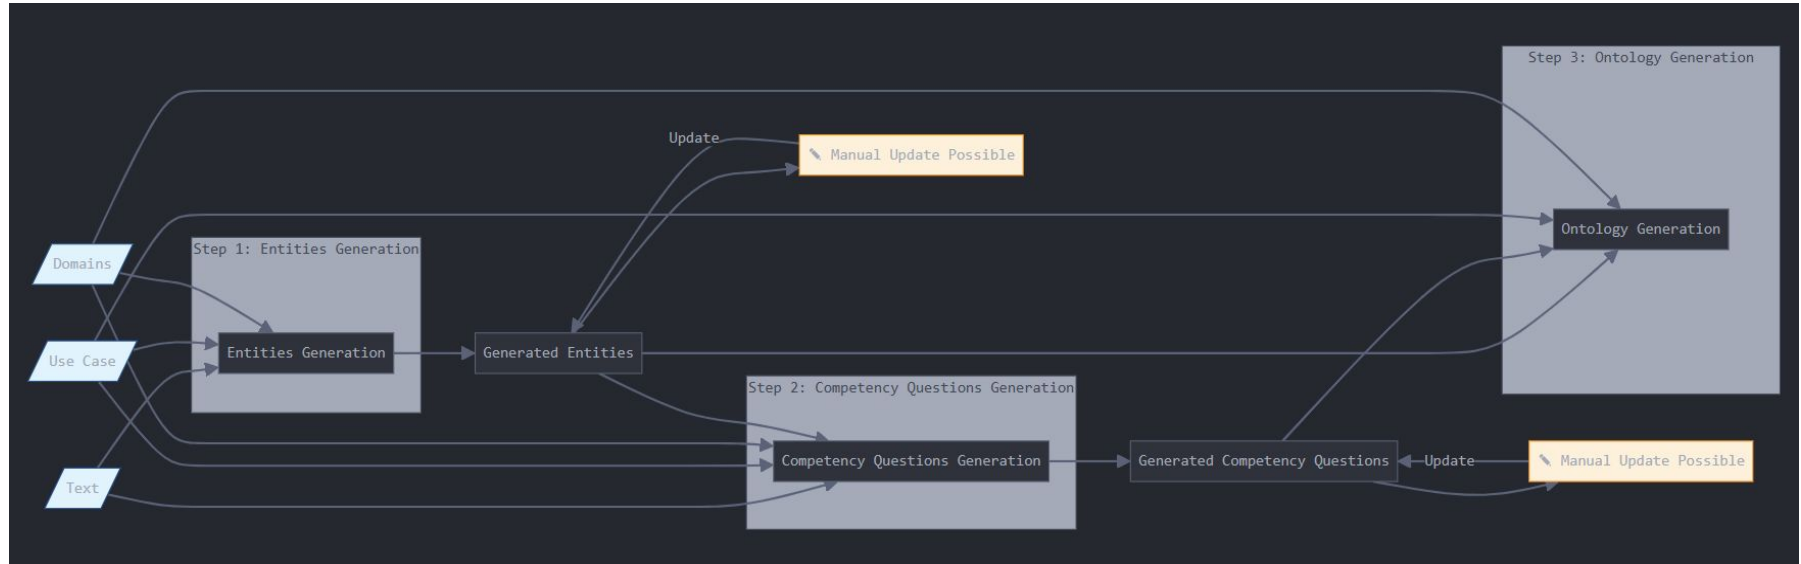 Step 3: Ontology Generation
Update
✎ Manual Update Possible
Ontology Generation
Domains
Step 1: Entities Generation
Use Case
Entities Generation
Generated Entities
Step 2: Competency Questions Generation
Competency Questions Generation
Generated Competency Questions
Update
✎ Manual Update Possible
Text